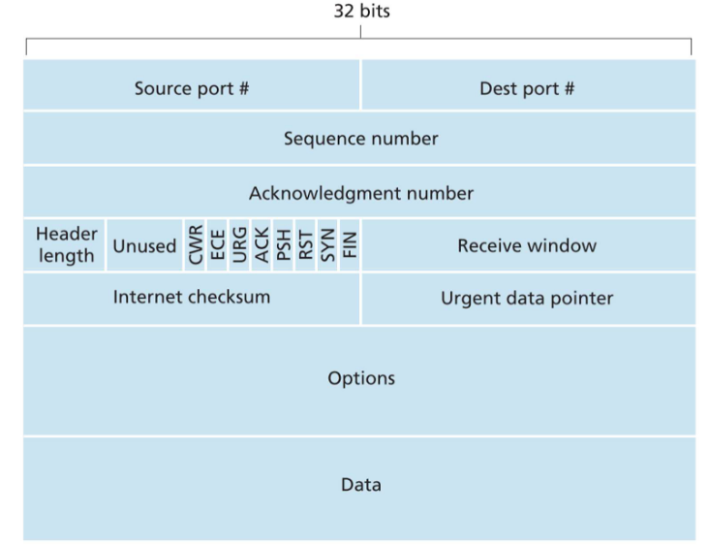 32 bits
Source port #
Dest port #
Sequence number
Acknowledgment number
Header
length
Unused
CWR
ECE
URG
ACK
PSH
RST
SYN
FIN
Receive window
Internet checksum
Urgent data pointer
Options
Data